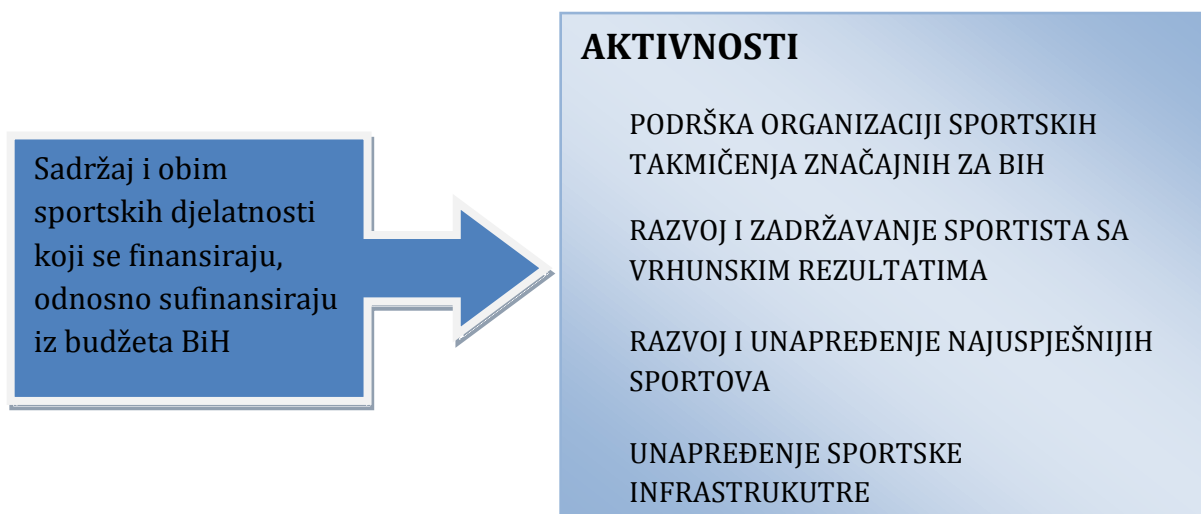 Sadržaj i obim
sportskih djelatnosti
koji se finansiraju,
odnosno sufinansiraju
iz budžeta BiH
AKTIVNOSTI
PODRŠKA ORGANIZACIJI SPORTSKIH
TAKMIČENJA ZNAČAJNIH ZA BIH
RAZVOJ I ZADRŽAVANJE SPORTISTA SA
VRHUNSKIM REZULTATIMA
RAZVOJ I UNAPREĐENJE NAJUSPJEŠNIJIH
SPORTOVA
UNAPREĐENJE SPORTSKE
INFRASTRUKUTRE